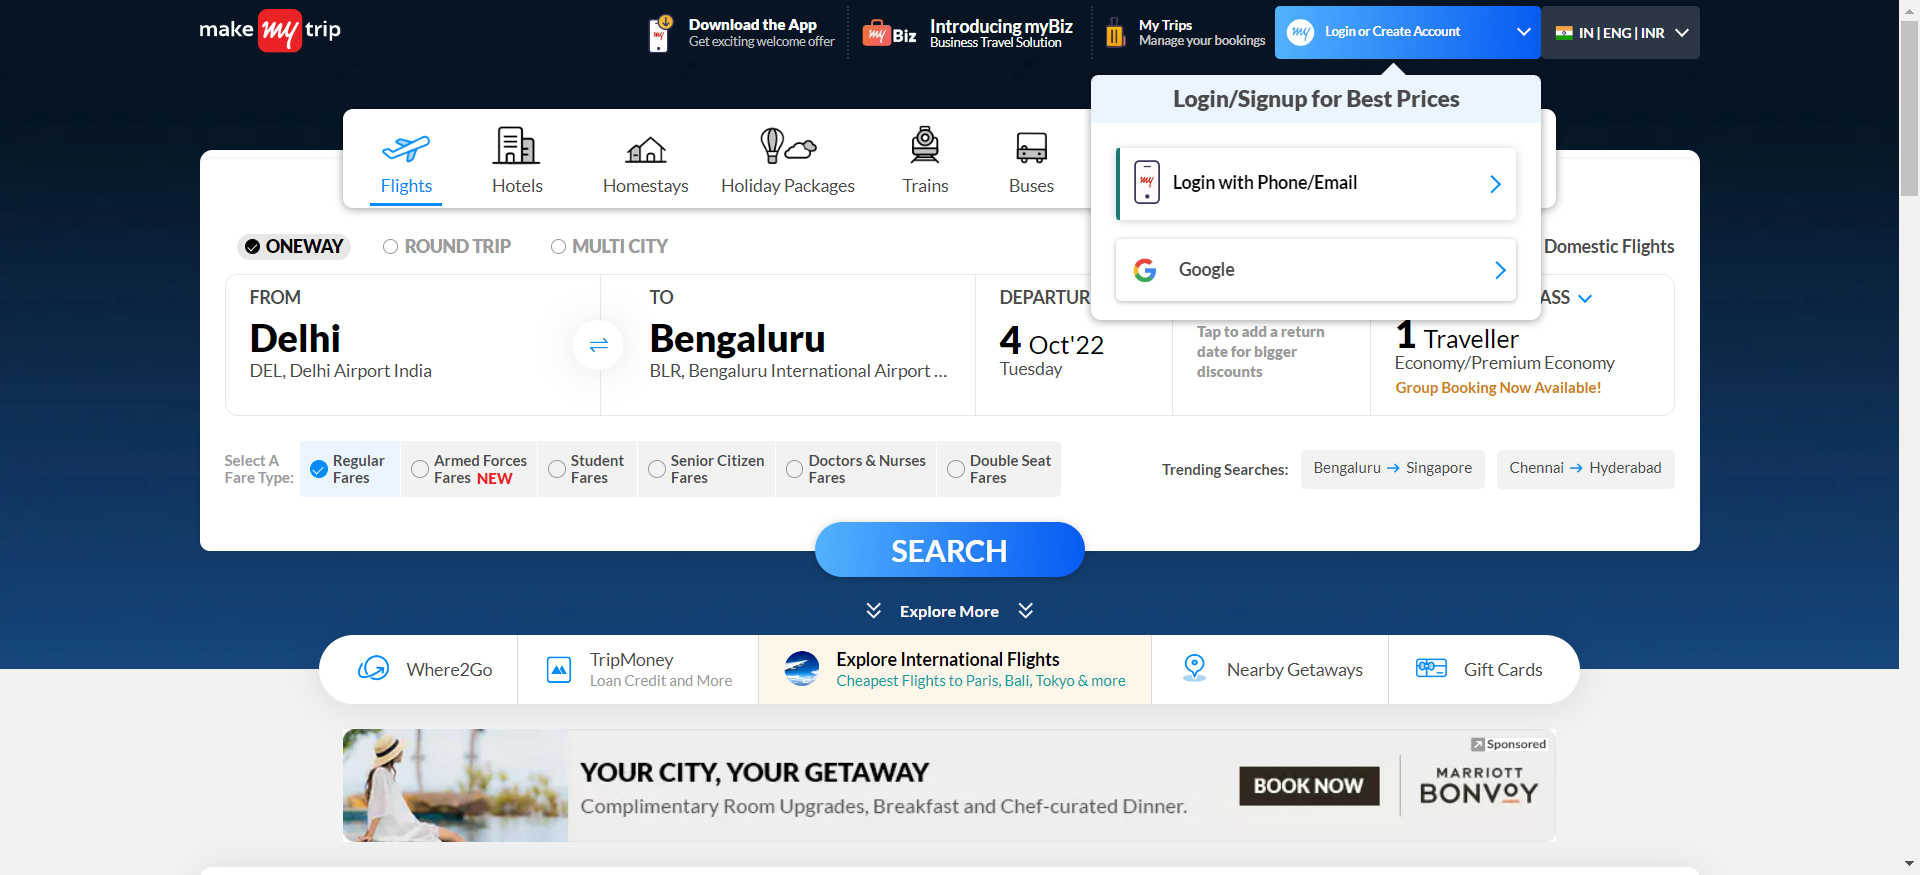 make my trip
Download the App
Get exciting welcome offer
my Biz
Introducing myBiz
Business Travel Solution
My Trips
Manage your bookings
my
Login or Create Account
IN | ENG | INR
Login/Signup for Best Prices
my
Login with Phone/Email
Google
Flights
Hotels
Homestays
Holiday Packages
Trains
Buses
ONEWAY
ROUND TRIP
MULTI CITY
Domestic Flights
FROM
Delhi
DEL, Delhi Airport India
TO
Bengaluru
BLR, Bengaluru International Airport ...
DEPARTUR
4 Oct'22
Tuesday
Tap to add a return
date for bigger
discounts
ASS
1 Traveller
Economy/Premium Economy
Group Booking Now Available!
Select A
Fare Type:
Regular
Fares
Armed Forces
Fares NEW
Student
Fares
Senior Citizen
Fares
Doctors & Nurses
Fares
Double Seat
Fares
Trending Searches:
Bengaluru → Singapore
Chennai → Hyderabad
SEARCH
Explore More
Where2Go
TripMoney
Loan Credit and More
Explore International Flights
Cheapest Flights to Paris, Bali, Tokyo & more
Nearby Getaways
Gift Cards
Sponsored
YOUR CITY, YOUR GETAWAY
Complimentary Room Upgrades, Breakfast and Chef-curated Dinner.
BOOK NOW
MARRIOTT
BONVOY